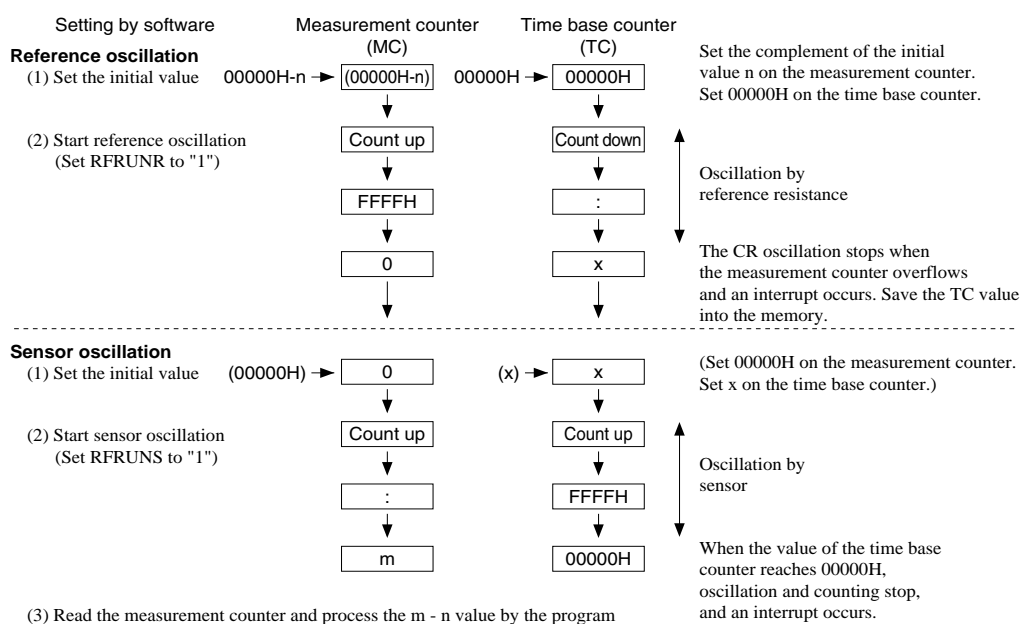 Setting by software Measurement counter (MC) Time base counter (TC)
Reference oscillation
(1) Set the initial value 00000H-n (00000H-n) 00000H 00000H
Set the complement of the initial
value n on the measurement counter.
Set 00000H on the time base counter.
(2) Start reference oscillation
(Set RFRUNR to "1")
Count up Count down
Oscillation by
reference resistance
FFFFH :
0 x
The CR oscillation stops when
the measurement counter overflows
and an interrupt occurs. Save the TC value
into the memory.
Sensor oscillation
(1) Set the initial value (00000H) 0 (x) x
(Set 00000H on the measurement counter.
Set x on the time base counter.)
(2) Start sensor oscillation
(Set RFRUNS to "1")
Count up Count up
Oscillation by
sensor
: FFFFH
m 00000H
When the value of the time base
counter reaches 00000H,
oscillation and counting stop,
and an interrupt occurs.
(3) Read the measurement counter and process the m - n value by the program